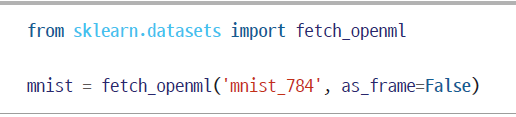 from sklearn.datasets import fetch_openml
mnist = fetch_openml('mnist_784', as_frame=False)